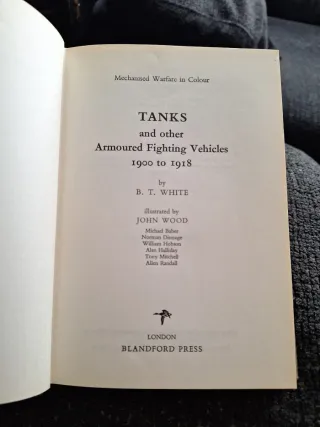 Mechanised Warfare in Colour
TANKS
and other
Armoured Fighting Vehicles
1900 to 1918
by
B. T. WHITE
illustrated by
JOHN WOOD
Michael Baber
Norman Dinnage
William Hobson
Alan Halliday
Tony Mitchell
Allen Randall
LONDON
BLANDFORD PRESS